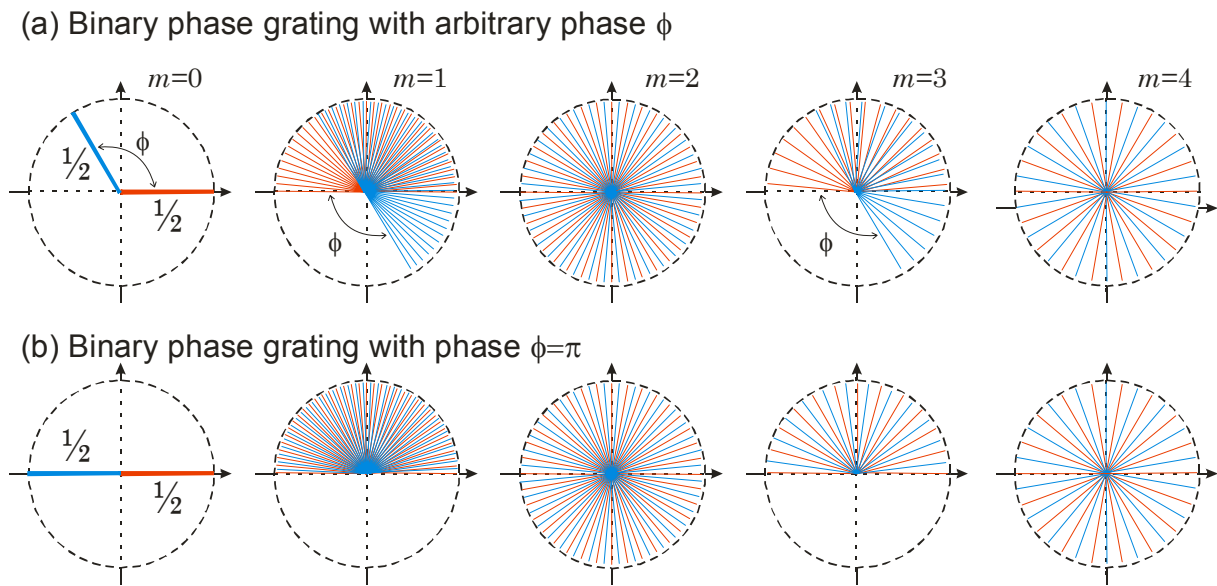 (a) Binary phase grating with arbitrary phase ϕ
m=0 m=1 m=2 m=3 m=4
ϕ
½
½
ϕ
ϕ
(b) Binary phase grating with phase ϕ=π
½
½